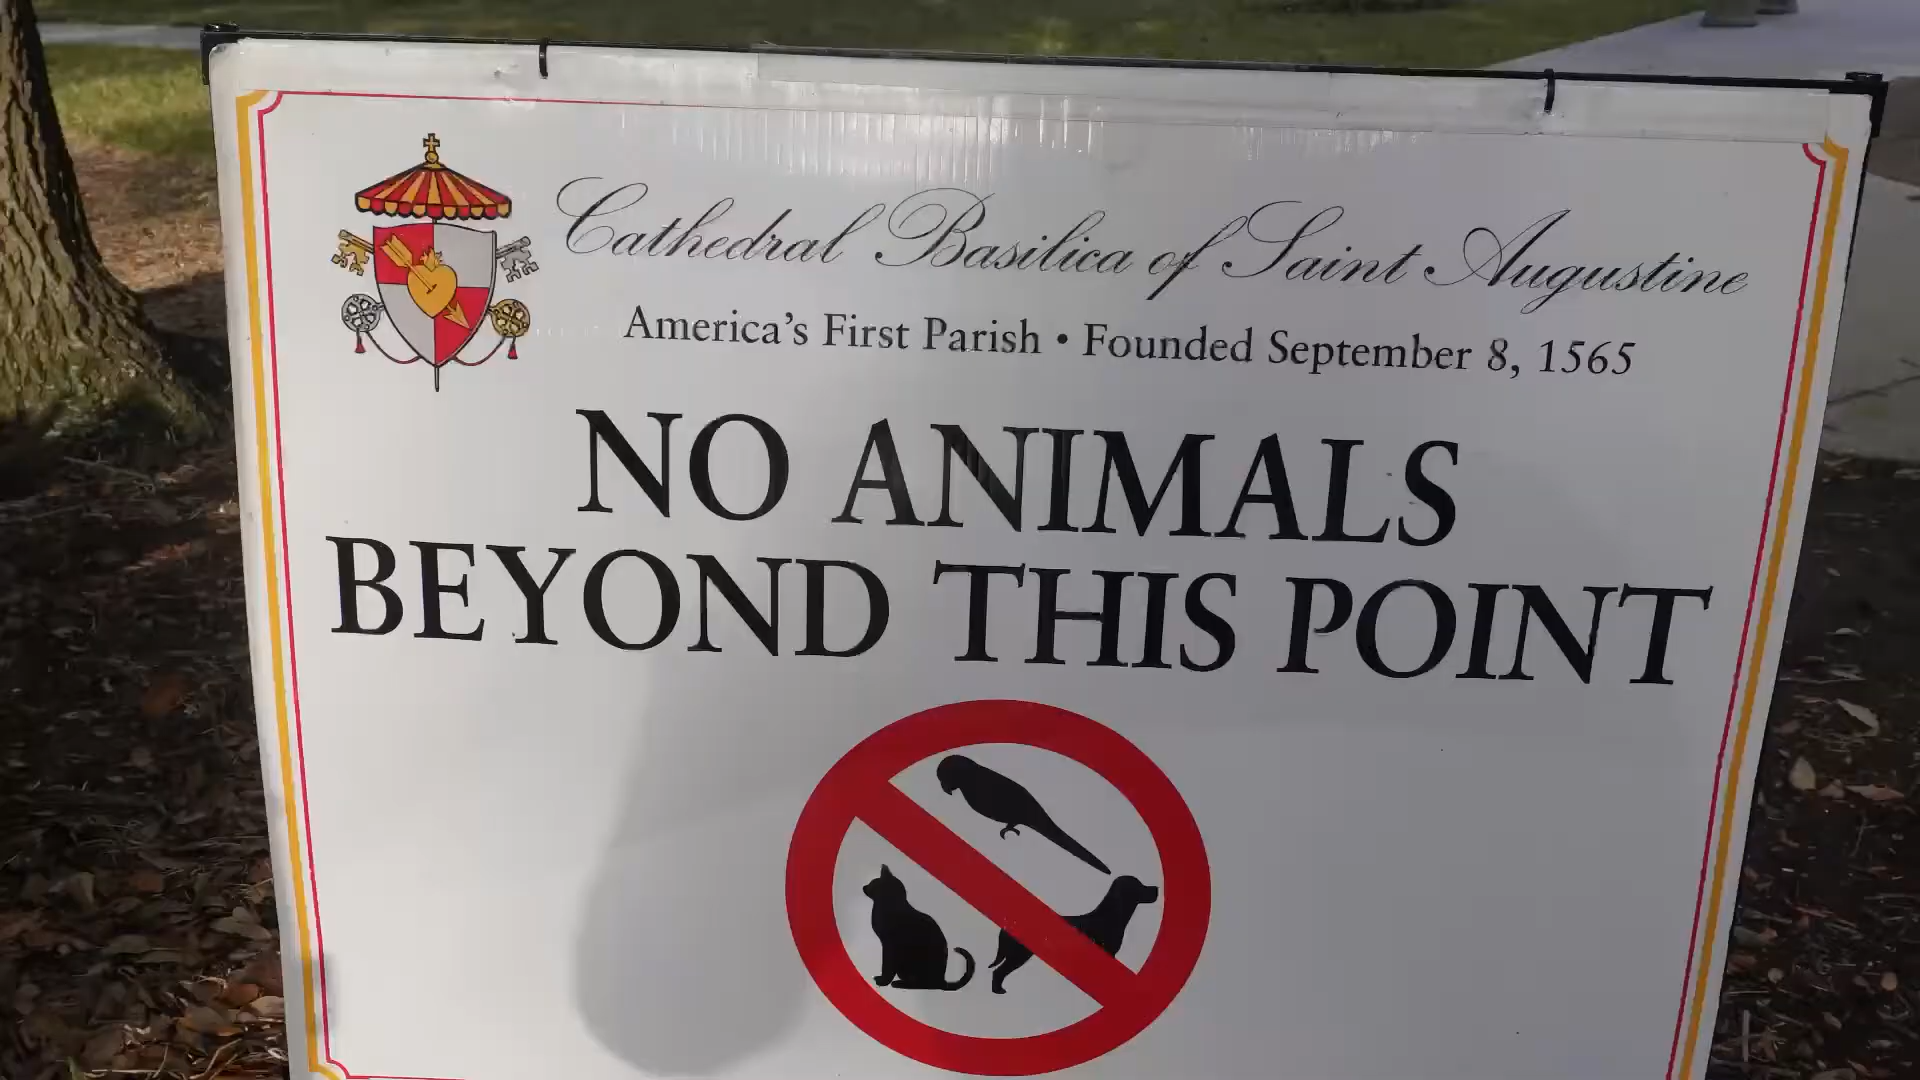 Cathedral Basilica of Saint Augustine
America's First Parish • Founded September 8, 1565
NO ANIMALS
BEYOND THIS POINT